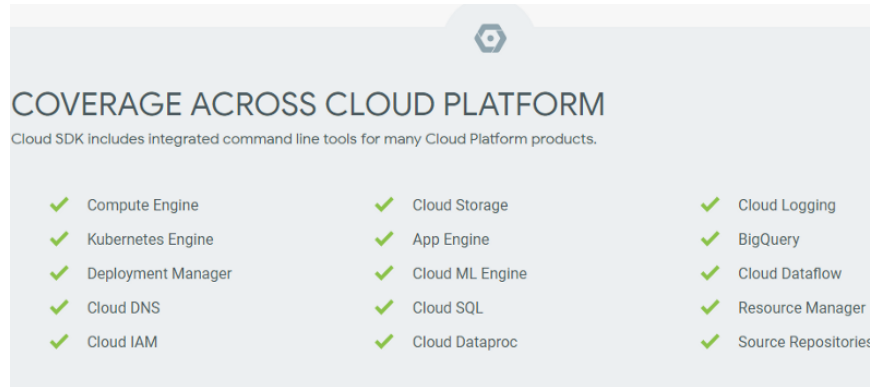 COVERAGE ACROSS CLOUD PLATFORM
Cloud SDK includes integrated command line tools for many Cloud Platform products.
Compute Engine
Kubernetes Engine
Deployment Manager
Cloud DNS
Cloud IAM
Cloud Storage
App Engine
Cloud ML Engine
Cloud SQL
Cloud Dataproc
Cloud Logging
BigQuery
Cloud Dataflow
Resource Manager
Source Repositories